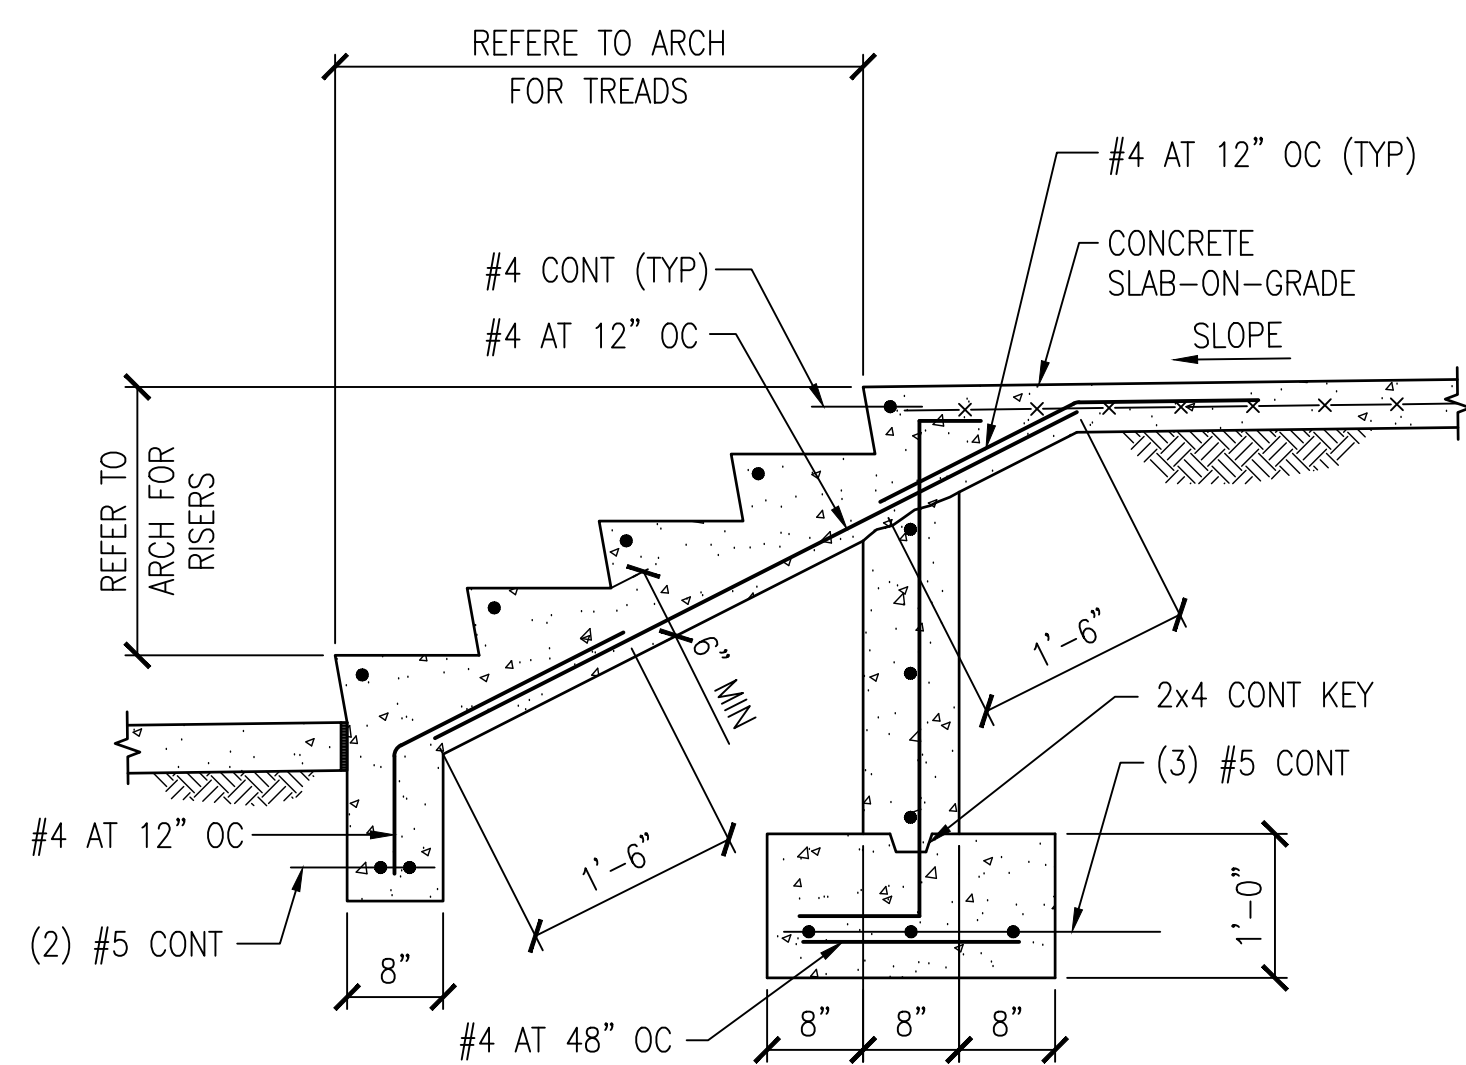 REFERE TO ARCH
FOR TREADS
#4 AT 12" OC (TYP)
CONCRETE
SLAB-ON-GRADE
SLOPE
#4 CONT (TYP)
#4 AT 12" OC
REFER TO
ARCH FOR
RISERS
6" MIN
1'-6"
1'-6"
2x4 CONT KEY
(3) #5 CONT
#4 AT 12" OC
(2) #5 CONT
1'-0"
8"
#4 AT 48" OC
8"
8"
8"